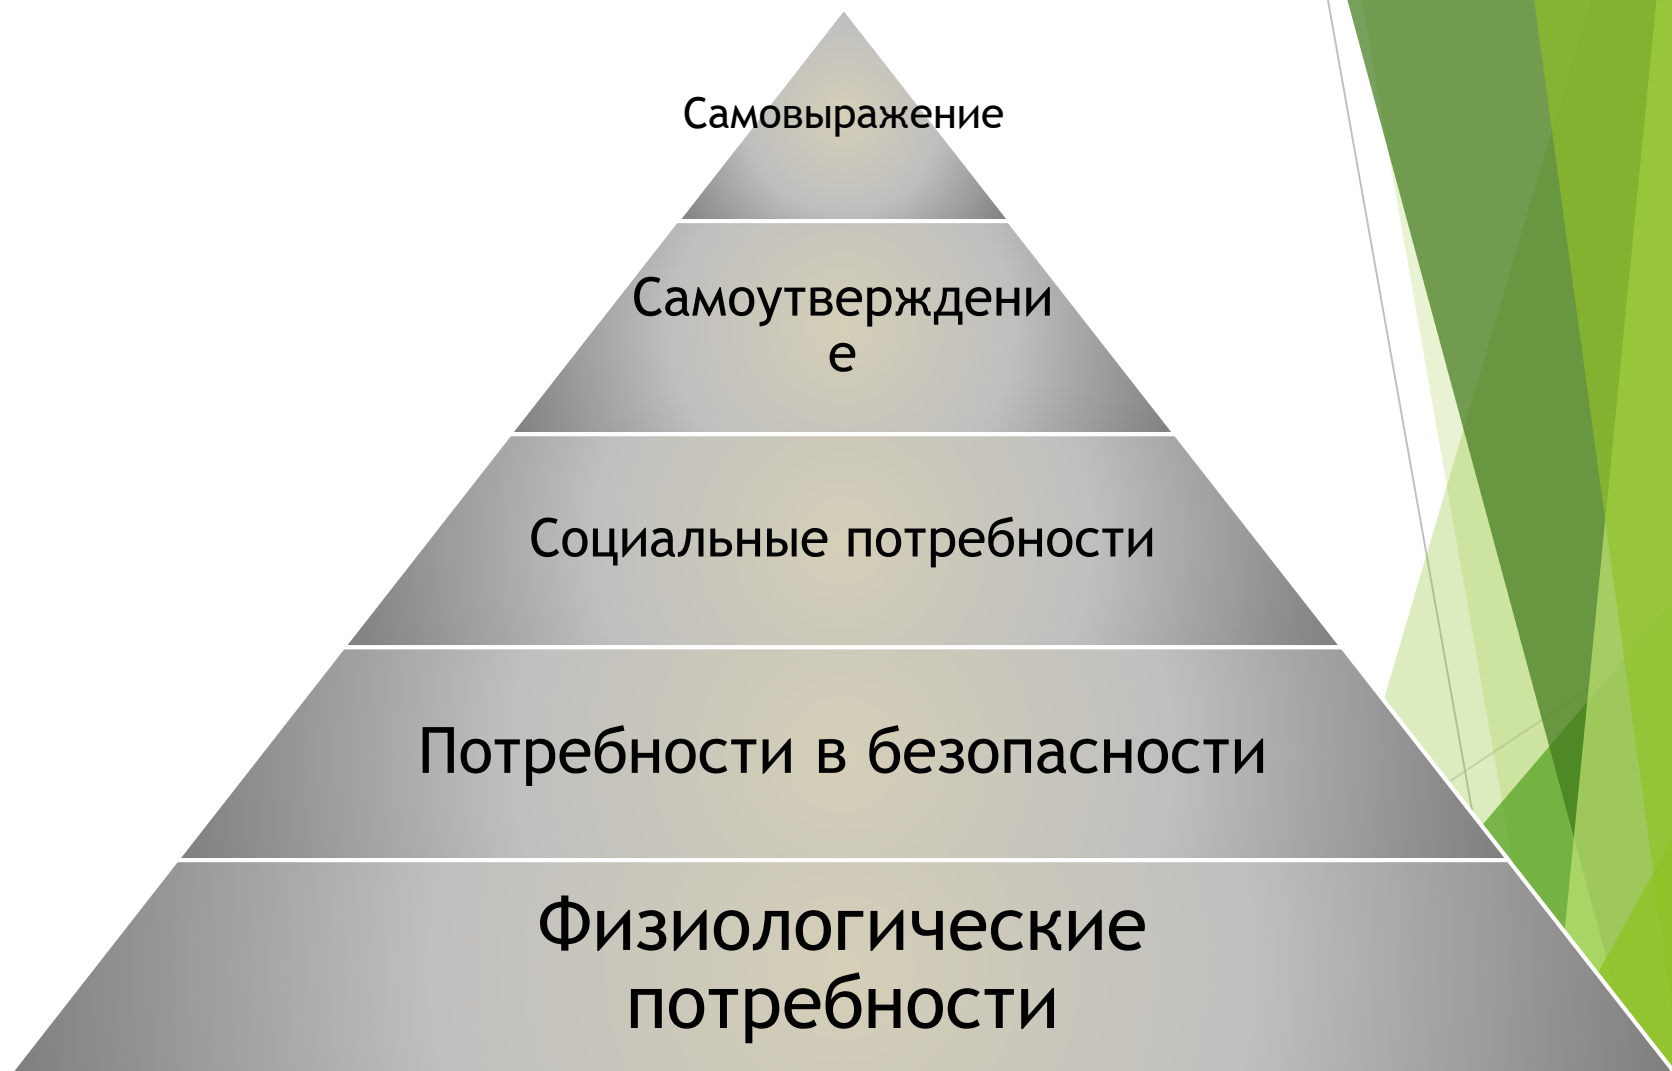 Самовыражение
Самоутверждени
е
Социальные потребности
Потребности в безопасности
Физиологические
потребности